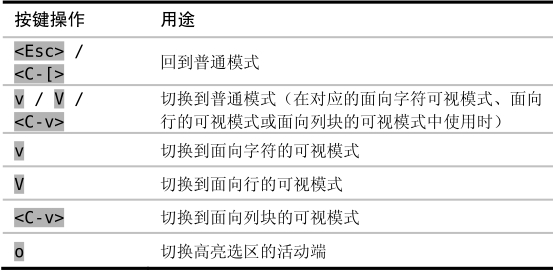 按键操作 用途
<Esc> /
<C-[> 回到普通模式
v / V / 切换到普通模式（在对应的面向字符可视模式、面向
<C-v> 行的可视模式或面向列块的可视模式中使用时）
v 切换到面向字符的可视模式
V 切换到面向行的可视模式
<C-v> 切换到面向列块的可视模式
o 切换高亮选区的活动端